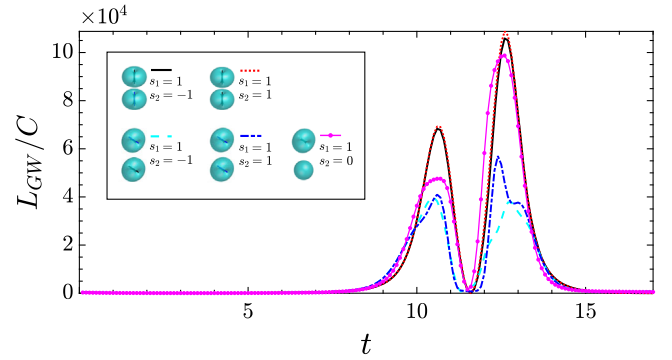 ×10⁴
L_GW/C
10
8
6
4
2
0
s₁ = 1
s₂ = −1
s₁ = 1
s₂ = 1
s₁ = 1
s₂ = −1
s₁ = 1
s₂ = 1
s₁ = 1
s₂ = 0
5 10 15
t